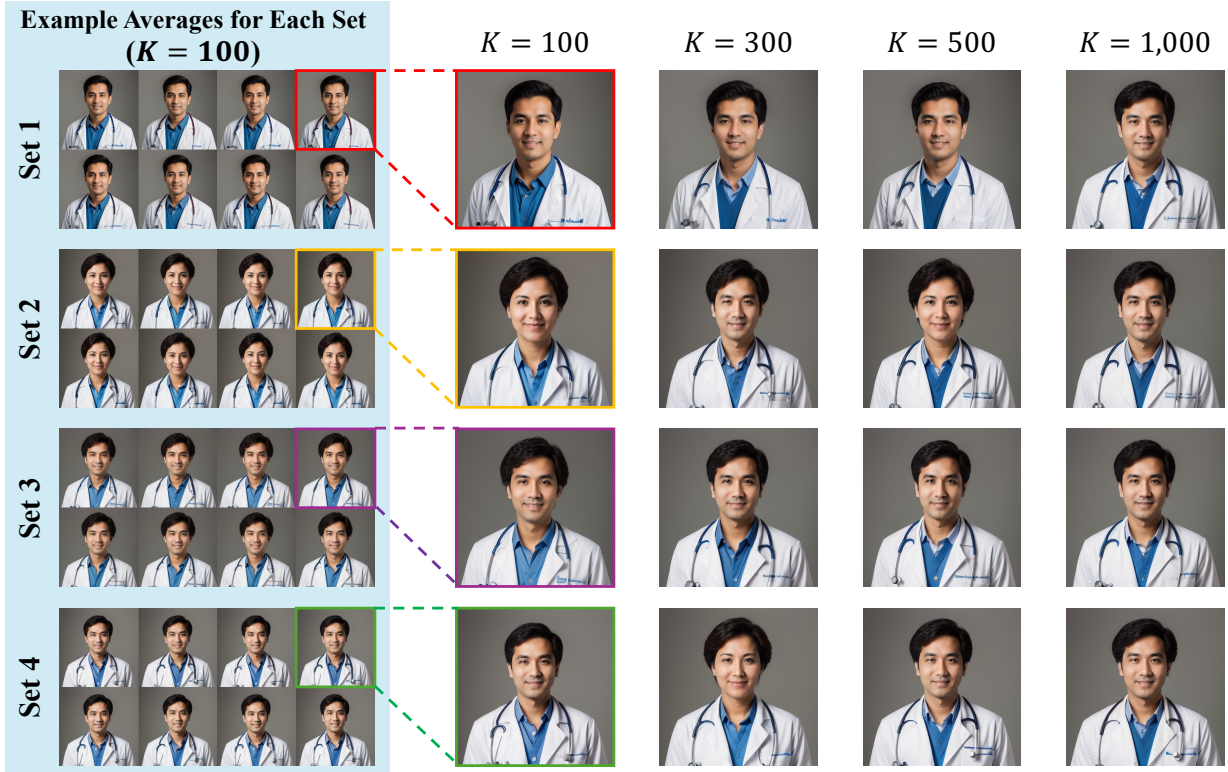 Example Averages for Each Set
(K = 100)
K = 100
K = 300
K = 500
K = 1,000
Set 1
Set 2
Set 3
Set 4